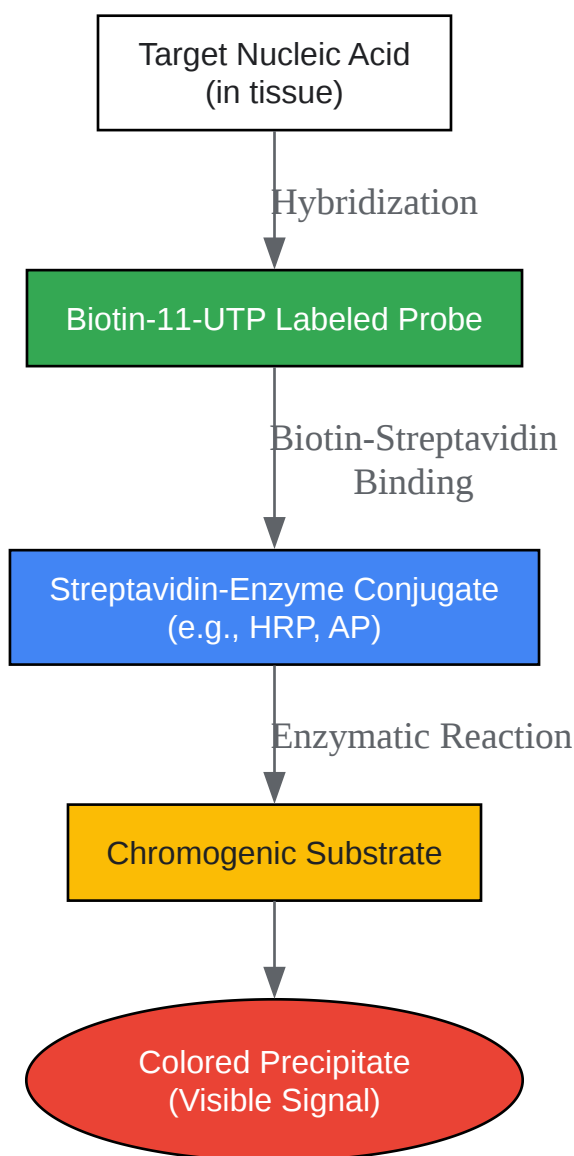 Target Nucleic Acid
(in tissue)
Hybridization
Biotin-11-UTP Labeled Probe
Biotin-Streptavidin
Binding
Streptavidin-Enzyme Conjugate
(e.g., HRP, AP)
Enzymatic Reaction
Chromogenic Substrate
Colored Precipitate
(Visible Signal)